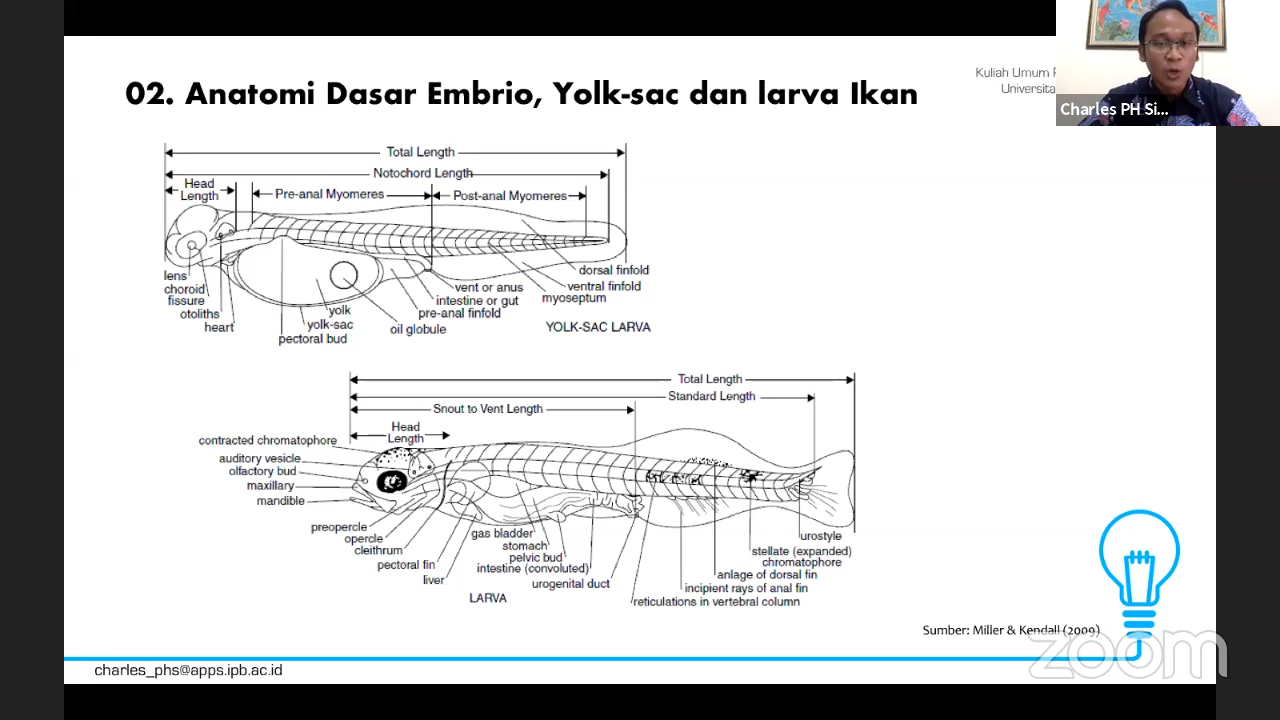 02. Anatomi Dasar Embrio, Yolk-sac dan larva Ikan
Kuliah Umum
Charles PH Si...
Total Length
Notochord Length
Head
Length
Pre-anal Myomeres
Post-anal Myomeres
lens
choroid
fissure
otoliths
heart
yolk
yolk-sac
pectoral bud
oil globule
pre-anal finfold
intestine or gut
vent or anus
myoseptum
ventral finfold
dorsal finfold
YOLK-SAC LARVA
Total Length
Standard Length
Snout to Vent Length
Head
Length
contracted chromatophore
auditory vesicle
olfactory bud
maxillary
mandible
preopercle
opercle
cleithrum
pectoral fin
liver
gas bladder
stomach
pelvic bud
intestine (convoluted)
urogenital duct
urostyle
stellate (expanded)
chromatophore
anlage of dorsal fin
incipient rays of anal fin
reticulations in vertebral column
LARVA
Sumber: Miller & Kendall (2009)
zoom
charles_phs@apps.ipb.ac.id